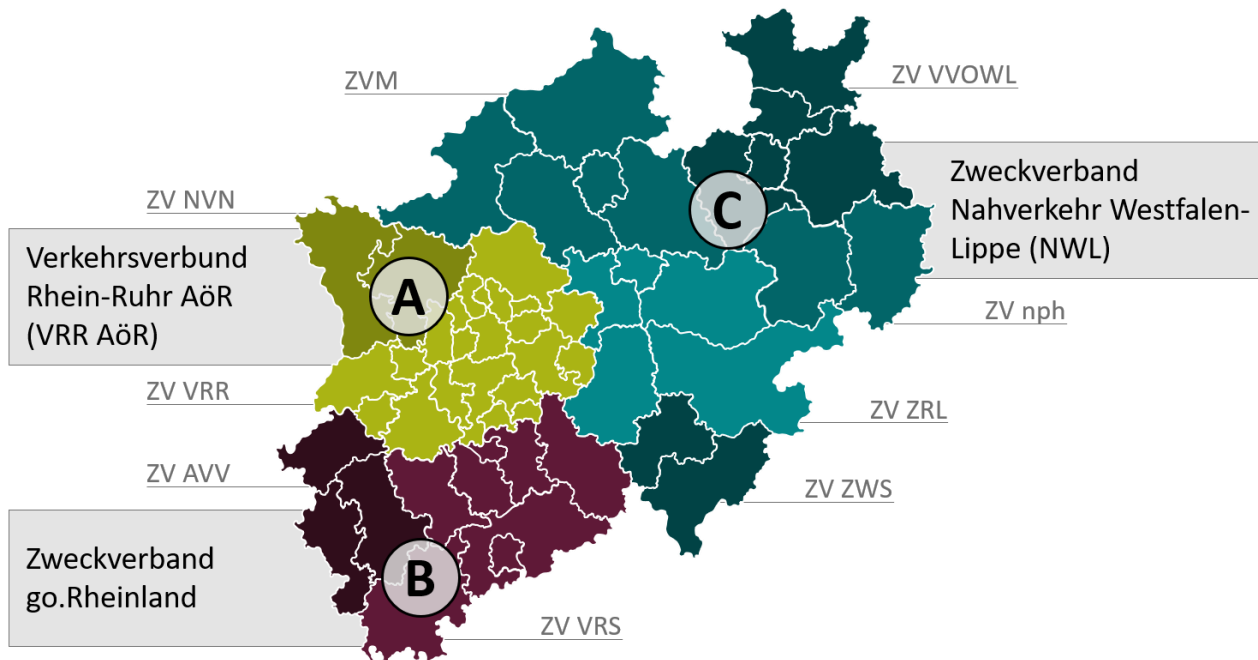 ZVM
ZV VVOWL
Zweckverband
Nahverkehr Westfalen-
Lippe (NWL)
ZV NVN
C
Verkehrsverbund
Rhein-Ruhr AöR
(VRR AöR)
A
ZV nph
ZV VRR
ZV ZRL
ZV AVV
ZV ZWS
Zweckverband
go.Rheinland
B
ZV VRS